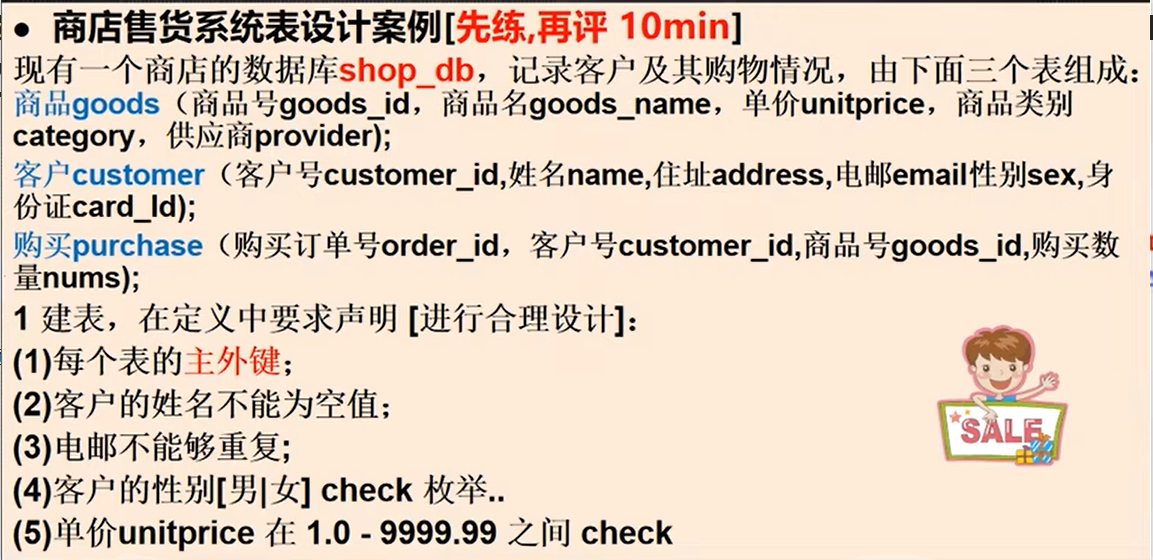 ● 商店售货系统表设计案例[先练,再评 10min]
现有一个商店的数据库shop_db，记录客户及其购物情况，由下面三个表组成：
商品goods（商品号goods_id，商品名goods_name，单价unitprice，商品类别
category，供应商provider);
客户customer（客户号customer_id,姓名name,住址address,电邮email性别sex,身
份证card_Id);
购买purchase（购买订单号order_id，客户号customer_id,商品号goods_id,购买数
量nums);
1 建表，在定义中要求声明 [进行合理设计]：
(1)每个表的主外键；
(2)客户的姓名不能为空值；
(3)电邮不能够重复;
(4)客户的性别[男|女] check 枚举..
(5)单价unitprice 在 1.0 - 9999.99 之间 check
SALE